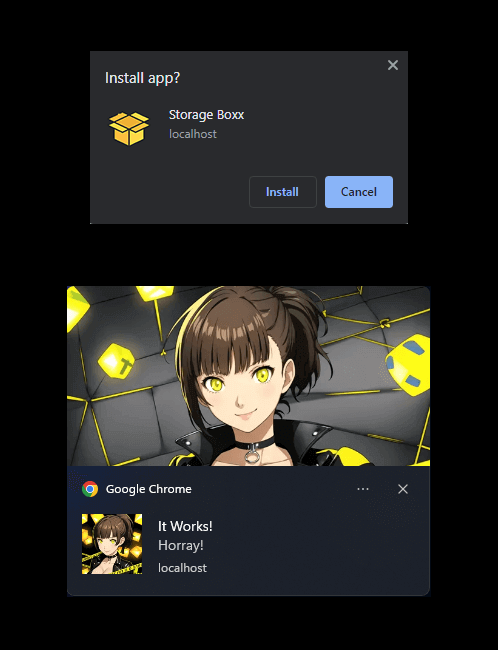 Install app?
Storage Boxx
localhost
Install
Cancel
Google Chrome
It Works!
Horray!
localhost